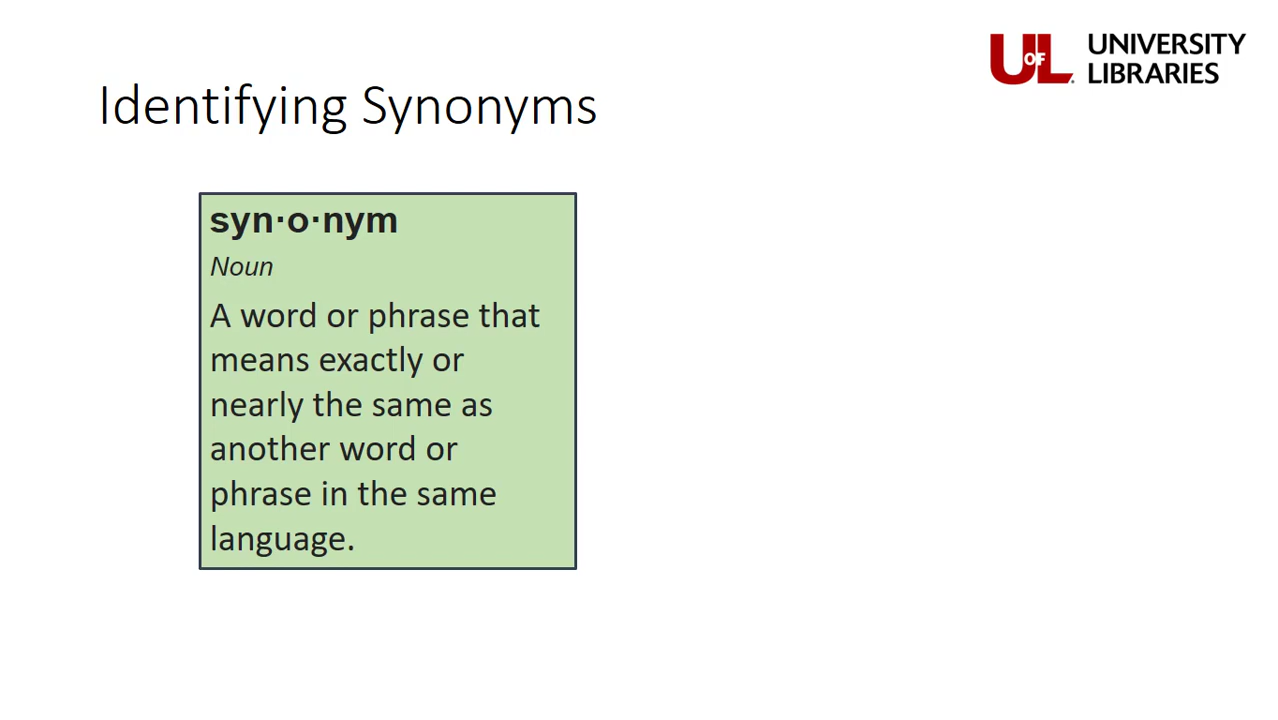 UofL UNIVERSITY
LIBRARIES
Identifying Synonyms
syn·o·nym
Noun
A word or phrase that
means exactly or
nearly the same as
another word or
phrase in the same
language.